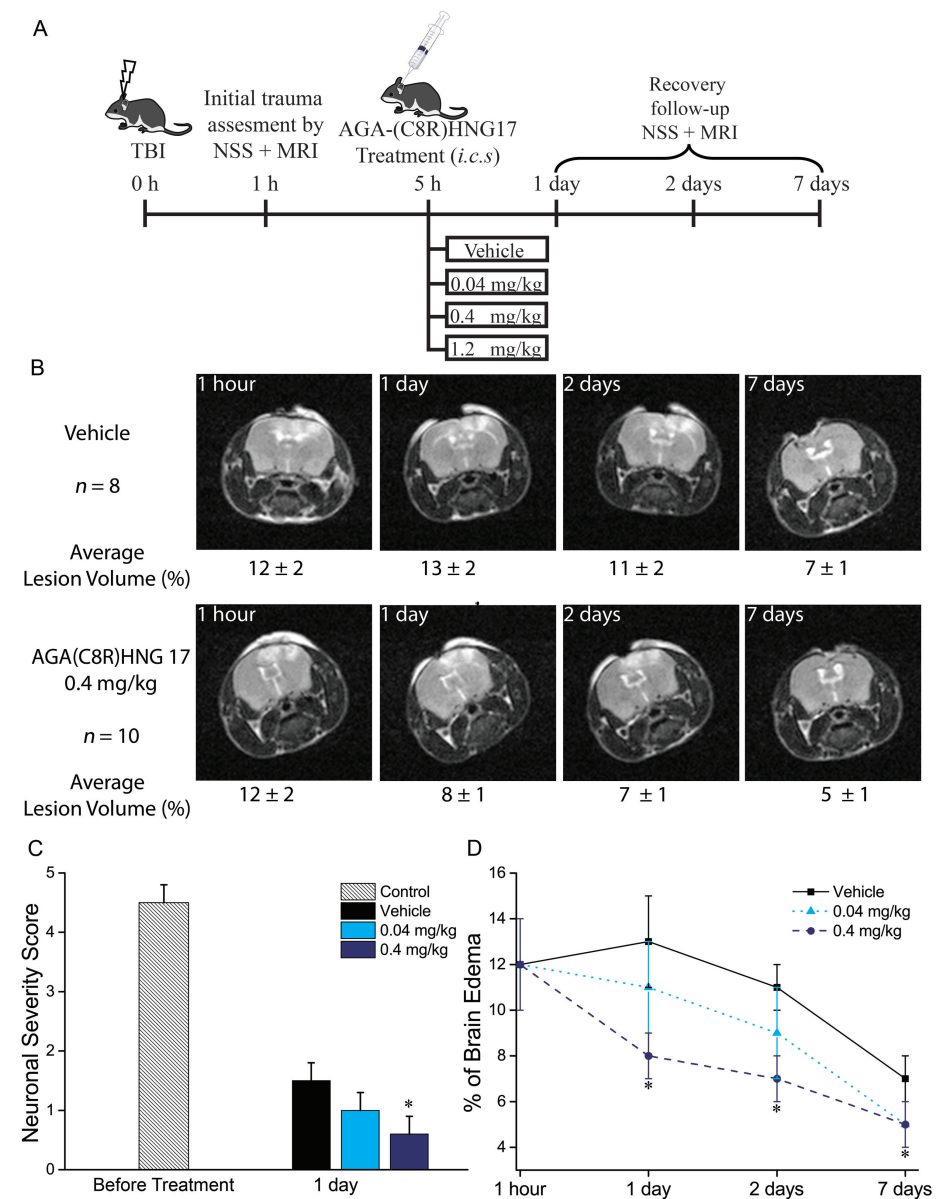 A
TBI
Initial trauma
assesment by
NSS + MRI
AGA-(C8R)HNG17
Treatment (i.c.s)
Recovery
follow-up
NSS + MRI
0 h
1 h
5 h
1 day
2 days
7 days
Vehicle
0.04 mg/kg
0.4 mg/kg
1.2 mg/kg
B
Vehicle
n = 8
1 hour
1 day
2 days
7 days
Average
Lesion Volume (%)
12 ± 2
13 ± 2
11 ± 2
7 ± 1
AGA(C8R)HNG 17
0.4 mg/kg
n = 10
1 hour
1 day
2 days
7 days
Average
Lesion Volume (%)
12 ± 2
8 ± 1
7 ± 1
5 ± 1
C
Neuronal Severity Score
5
4
3
2
1
0
Control
Vehicle
0.04 mg/kg
0.4 mg/kg
*
Before Treatment
1 day
D
% of Brain Edema
16
14
12
10
8
6
4
Vehicle
0.04 mg/kg
0.4 mg/kg
*
*
*
1 hour
1 day
2 days
7 days